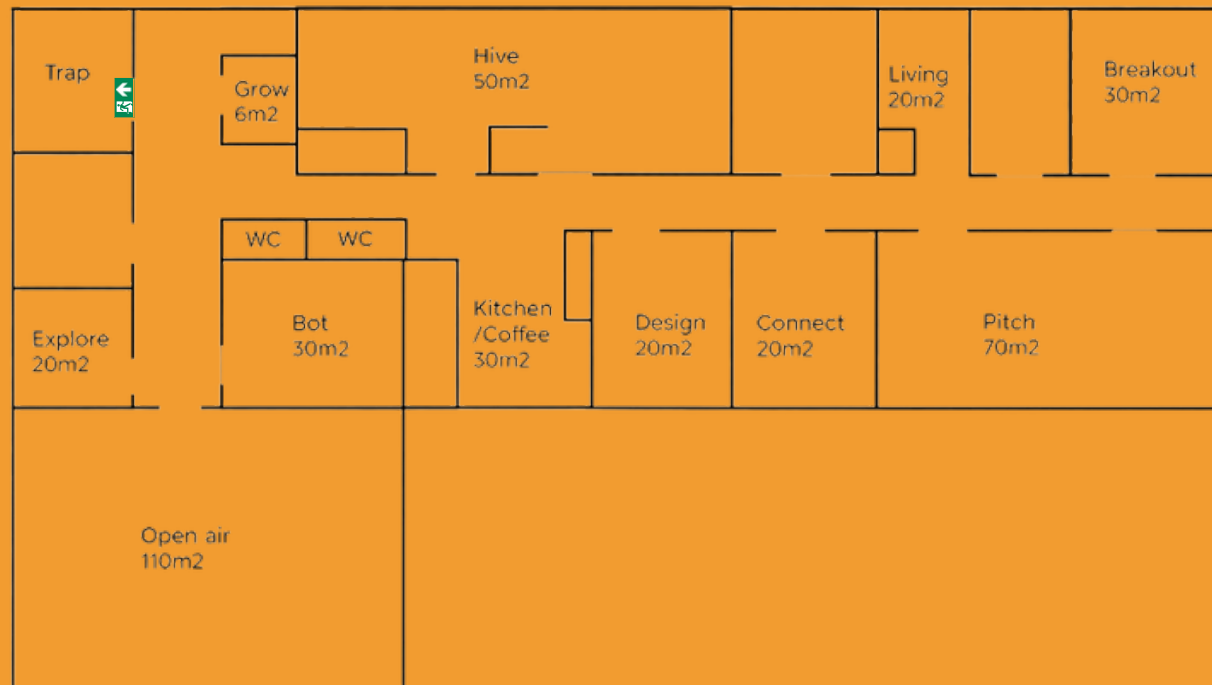 Trap
Grow
6m2
Hive
50m2
Living
20m2
Breakout
30m2
WC
WC
Explore
20m2
Bot
30m2
Kitchen
/Coffee
30m2
Design
20m2
Connect
20m2
Pitch
70m2
Open air
110m2